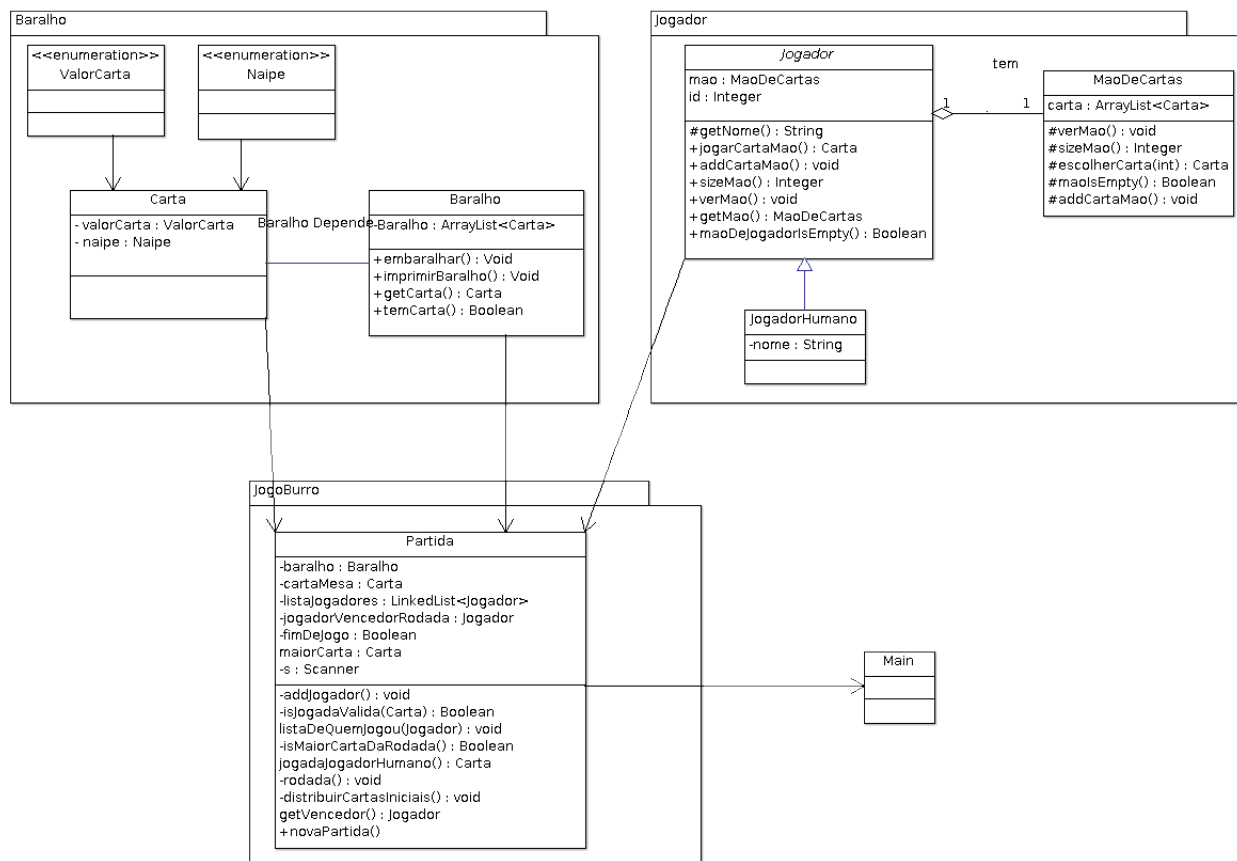 Baralho
<<enumeration>>
ValorCarta
<<enumeration>>
Naipe
Carta
- valorCarta : ValorCarta
- naipe : Naipe
Baralho Depende
Baralho
-Baralho : ArrayList<Carta>
+embaralhar() : Void
+imprimirBaralho() : Void
+getCarta() : Carta
+temCarta() : Boolean
Jogador
Jogador
mao : MaoDeCartas
id : Integer
#getNome() : String
+jogarCartaMao() : Carta
+addCartaMao() : void
+sizeMao() : Integer
+verMao() : void
+getMao() : MaoDeCartas
+maoDeJogadorIsEmpty() : Boolean
tem
1
1
MaoDeCartas
carta : ArrayList<Carta>
#verMao() : void
#sizeMao() : Integer
#escolherCarta(int) : Carta
#maoIsEmpty() : Boolean
#addCartaMao() : void
JogadorHumano
-nome : String
JogoBurro
Partida
-baralho : Baralho
-cartaMesa : Carta
-listaJogadores : LinkedList<Jogador>
-jogadorVencedorRodada : Jogador
-fimDeJogo : Boolean
maiorCarta : Carta
-s : Scanner
-addJogador() : void
-isJogadaValida(Carta) : Boolean
listaDeQuemJogou(Jogador) : void
-isMaiorCartaDaRodada() : Boolean
jogadaJogadorHumano() : Carta
-rodada() : void
-distribuirCartasIniciais() : void
getVencedor() : Jogador
+novaPartida()
Main